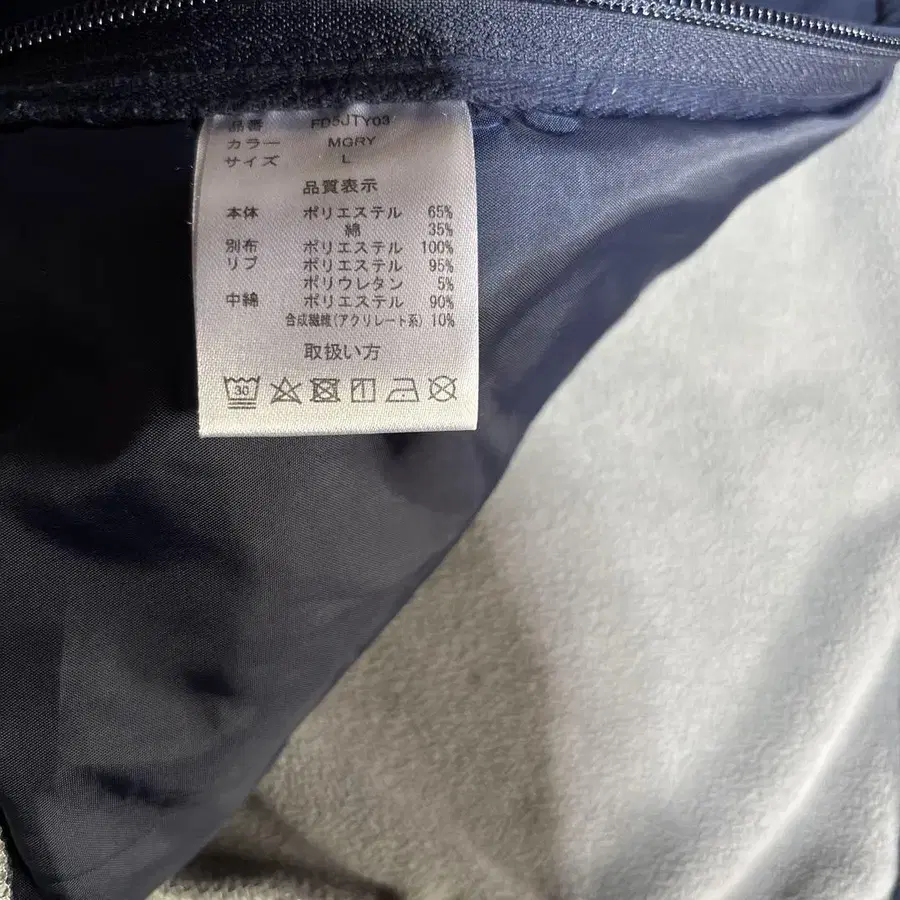 品番 FD5JTY03
カラー MGRY
サイズ L
品質表示
本体 ポリエステル 65%
綿 35%
別布 ポリエステル 100%
リブ ポリエステル 95%
ポリウレタン 5%
中綿 ポリエステル 90%
合成繊維(アクリレート系) 10%
取扱い方
30